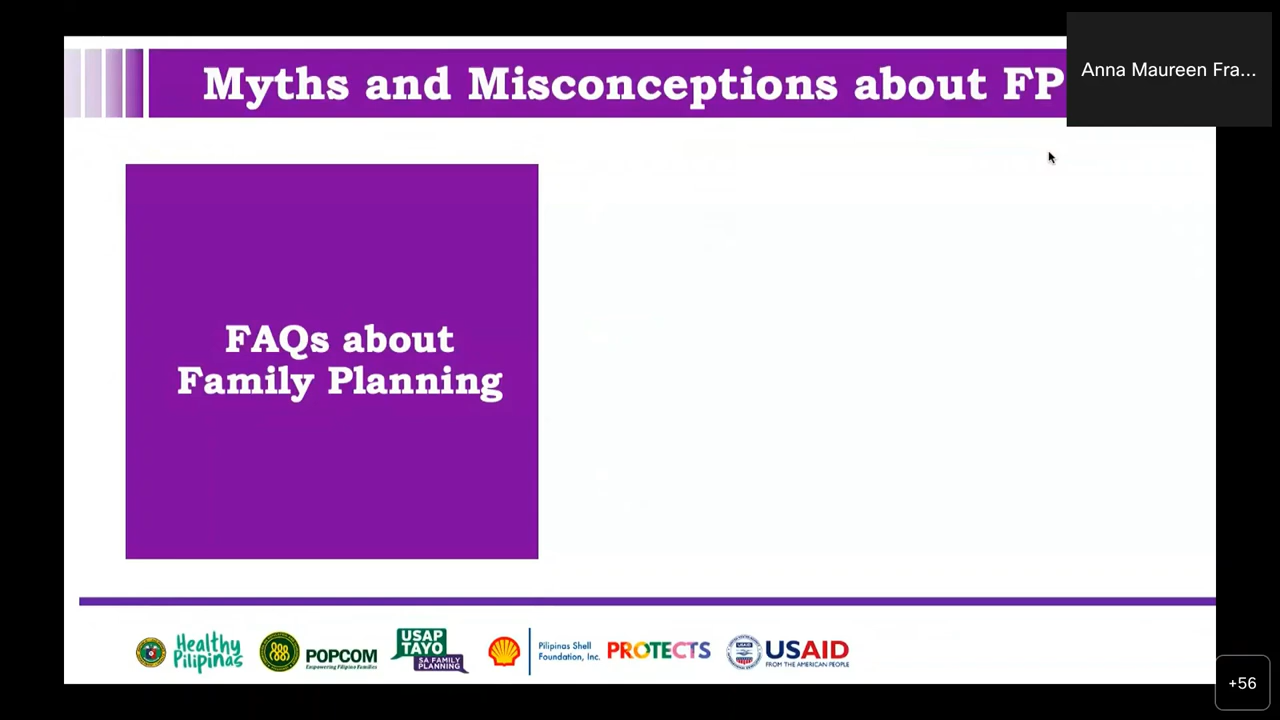 Myths and Misconceptions about FP
Anna Maureen Fra...
FAQs about
Family Planning
Healthy
Pilipinas
POPCOM
Empowering Filipino Families
USAP
TAYO
SA FAMILY
PLANNING
Pilipinas Shell
Foundation, Inc.
PROTECTS
USAID
USAID
FROM THE AMERICAN PEOPLE
+56